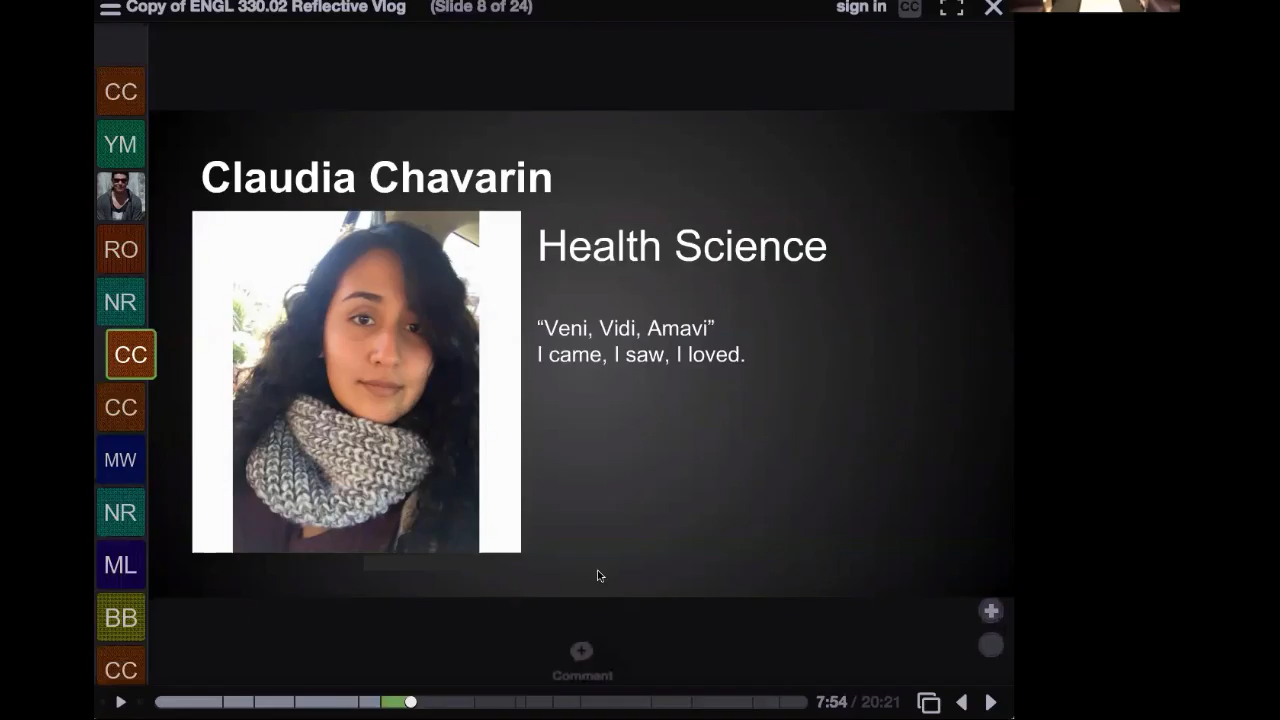 Copy of ENGL 330.02 Reflective Vlog (Slide 8 of 24) sign in CC
CC
YM
RO
NR
CC
CC
MW
NR
ML
BB
CC
Claudia Chavarin
Health Science
“Veni, Vidi, Amavi”
I came, I saw, I loved.
Comment
7:54 / 20:21